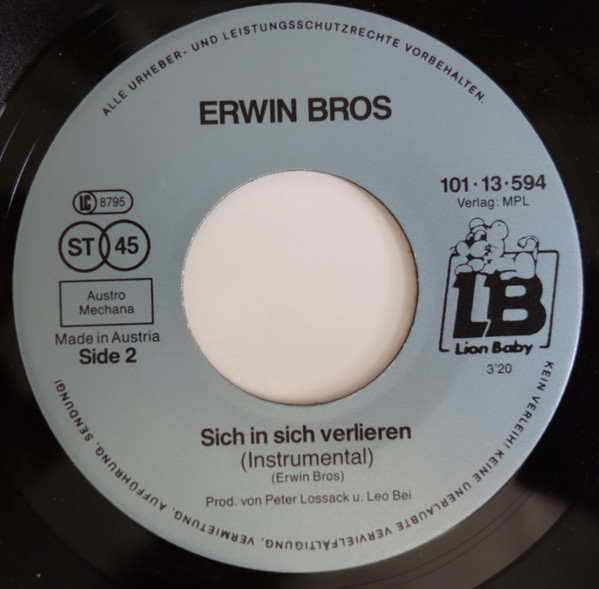 ALLE URHEBER- UND LEISTUNGSSCHUTZRECHTE VORBEHALTEN.
ERWIN BROS
101·13·594
Verlag: MPL
LC 8795
ST 45
Austro
Mechana
Made in Austria
Side 2
LB
Lion Baby
3'20
Sich in sich verlieren
(Instrumental)
(Erwin Bros)
Prod. von Peter Lossack u. Leo Bei
KEIN VERLEIH! KEINE UNERLAUBTE VERVIELFÄLTIGUNG, VERMIETUNG, AUFFÜHRUNG, SENDUNG!